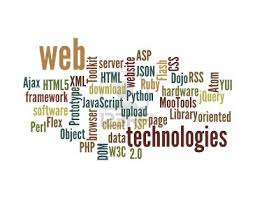 web
Toolkit
server
ASP
Ajax
HTML5
XML
HTML
website
JSON
Flash
CSS
Dojo
RSS
Atom
YUI
framework
Prototype
download
Ruby
hardware
jQuery
software
JavaScript
Python
MooTools
Perl
Flex
browser
upload
Library
oriented
Object
client
JSP
page
PHP
DOM
data
technologies
W3C
2.0